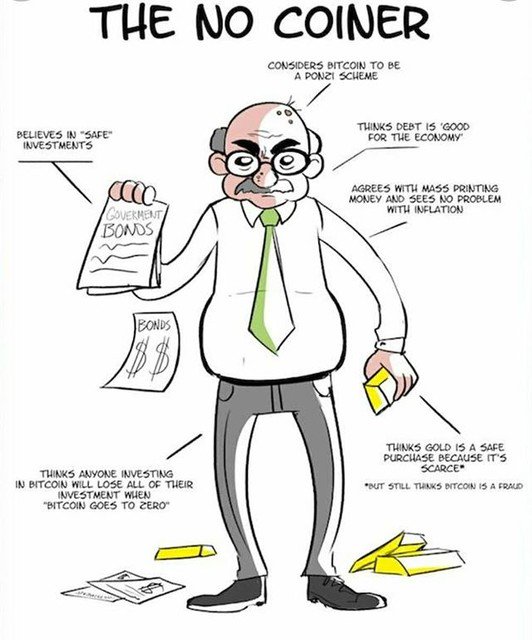 THE NO COINER
CONSIDERS BITCOIN TO BE
A PONZI SCHEME
THINKS DEBT IS 'GOOD
FOR THE ECONOMY'
BELIEVES IN "SAFE"
INVESTMENTS
AGREES WITH MASS PRINTING
MONEY AND SEES NO PROBLEM
WITH INFLATION
GOVERMENT
BONDS
BONDS
$ $
THINKS GOLD IS A SAFE
PURCHASE BECAUSE IT'S
SCARCE*
*BUT STILL THINKS BITCOIN IS A FRAUD
THINKS ANYONE INVESTING
IN BITCOIN WILL LOSE ALL OF THEIR
INVESTMENT WHEN
"BITCOIN GOES TO ZERO"